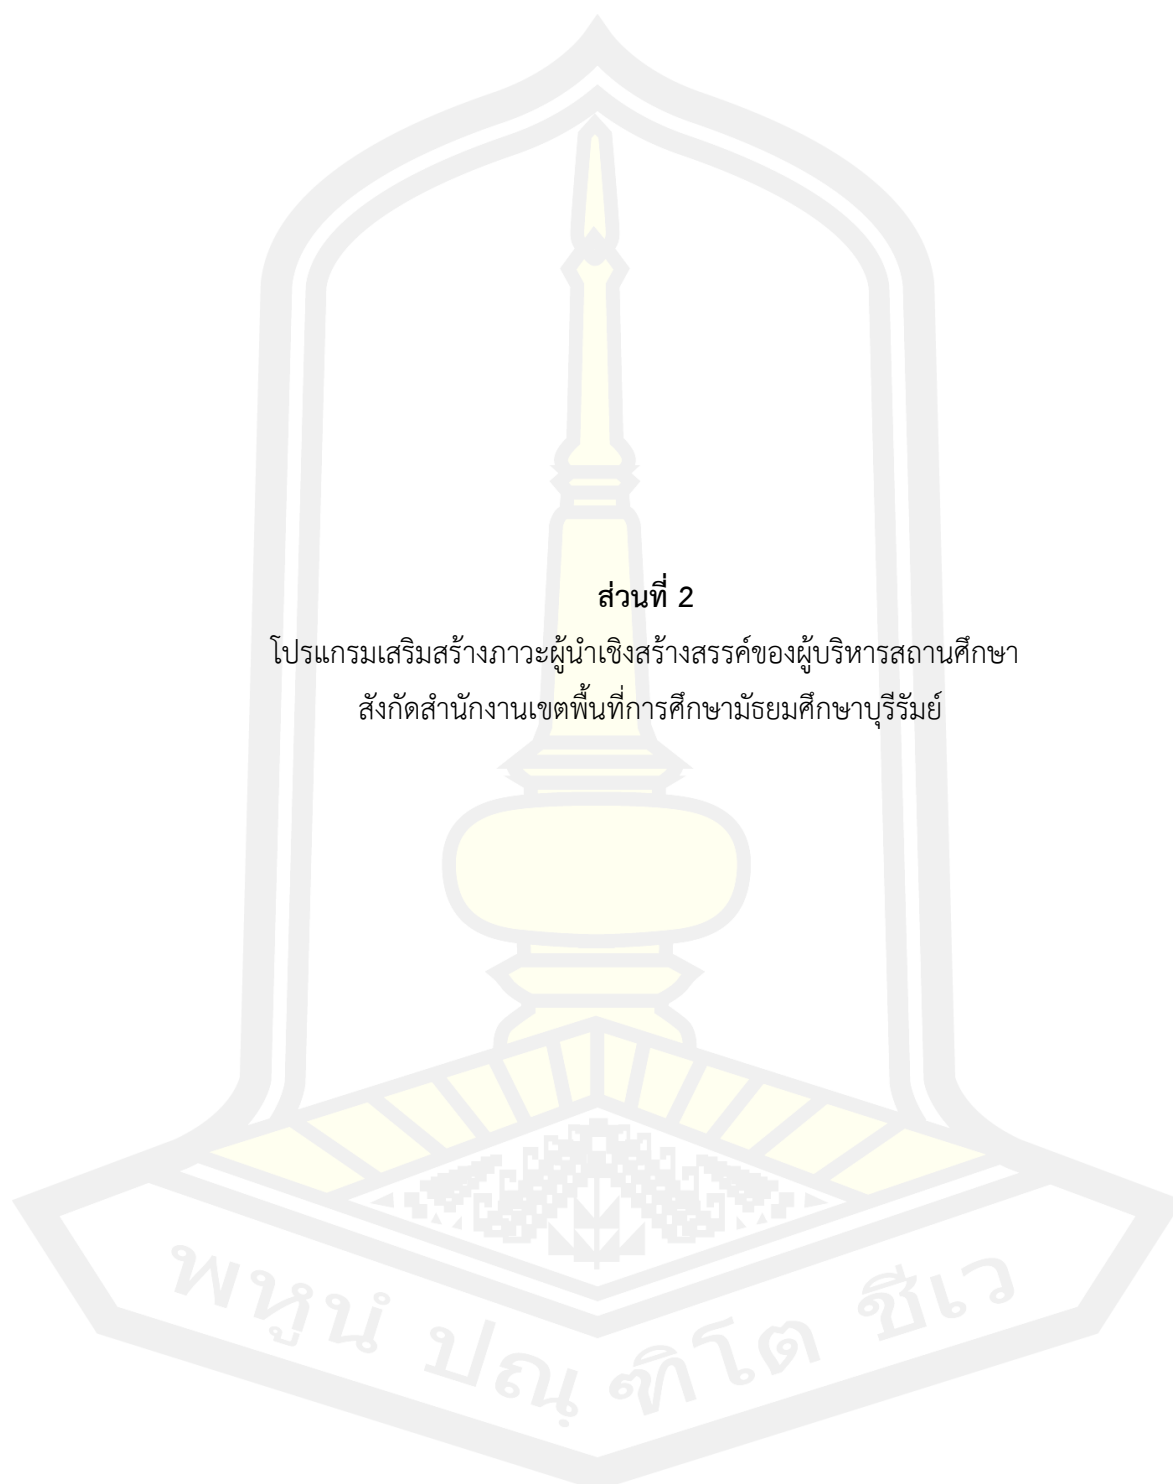 ส่วนที่ 2
โปรแกรมเสริมสร้างภาวะผู้นำเชิงสร้างสรรค์ของผู้บริหารสถานศึกษา
สังกัดสำนักงานเขตพื้นที่การศึกษามัธยมศึกษาบุรีรัมย์
พหูนํ ปณฺฑิโต ชีเว